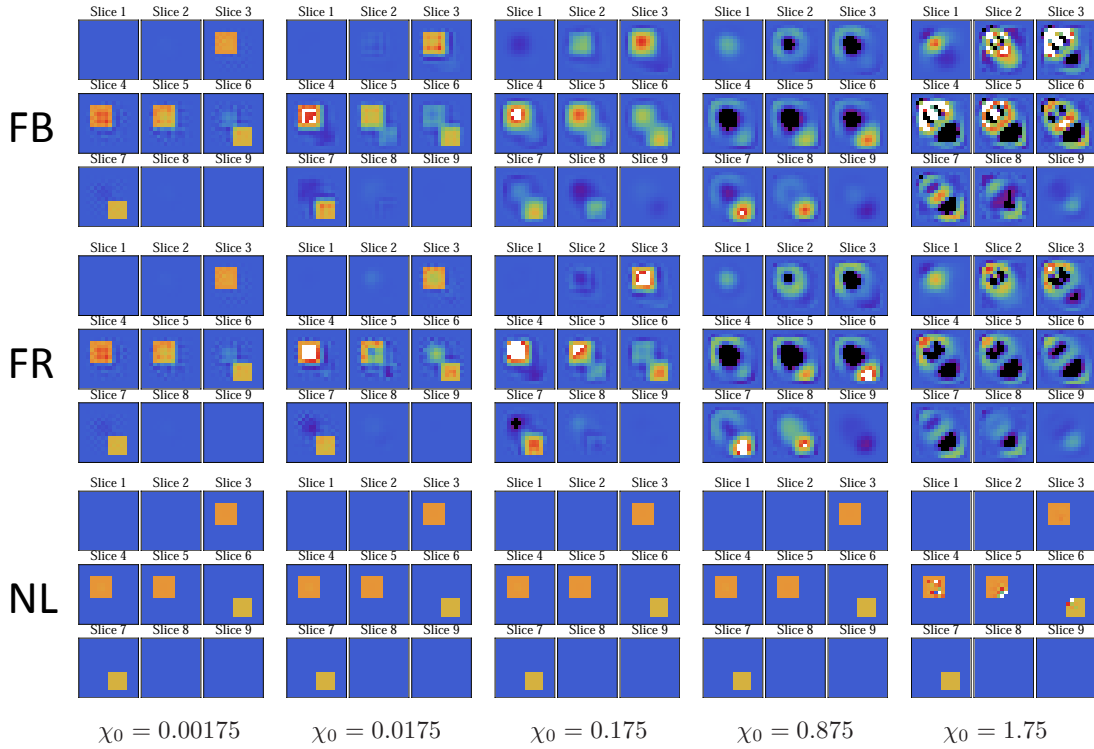 Slice 1 Slice 2 Slice 3 Slice 1 Slice 2 Slice 3 Slice 1 Slice 2 Slice 3 Slice 1 Slice 2 Slice 3 Slice 1 Slice 2 Slice 3
FB
Slice 4 Slice 5 Slice 6 Slice 4 Slice 5 Slice 6 Slice 4 Slice 5 Slice 6 Slice 4 Slice 5 Slice 6 Slice 4 Slice 5 Slice 6
Slice 7 Slice 8 Slice 9 Slice 7 Slice 8 Slice 9 Slice 7 Slice 8 Slice 9 Slice 7 Slice 8 Slice 9 Slice 7 Slice 8 Slice 9
Slice 1 Slice 2 Slice 3 Slice 1 Slice 2 Slice 3 Slice 1 Slice 2 Slice 3 Slice 1 Slice 2 Slice 3 Slice 1 Slice 2 Slice 3
FR
Slice 4 Slice 5 Slice 6 Slice 4 Slice 5 Slice 6 Slice 4 Slice 5 Slice 6 Slice 4 Slice 5 Slice 6 Slice 4 Slice 5 Slice 6
Slice 7 Slice 8 Slice 9 Slice 7 Slice 8 Slice 9 Slice 7 Slice 8 Slice 9 Slice 7 Slice 8 Slice 9 Slice 7 Slice 8 Slice 9
Slice 1 Slice 2 Slice 3 Slice 1 Slice 2 Slice 3 Slice 1 Slice 2 Slice 3 Slice 1 Slice 2 Slice 3 Slice 1 Slice 2 Slice 3
NL
Slice 4 Slice 5 Slice 6 Slice 4 Slice 5 Slice 6 Slice 4 Slice 5 Slice 6 Slice 4 Slice 5 Slice 6 Slice 4 Slice 5 Slice 6
Slice 7 Slice 8 Slice 9 Slice 7 Slice 8 Slice 9 Slice 7 Slice 8 Slice 9 Slice 7 Slice 8 Slice 9 Slice 7 Slice 8 Slice 9
χ₀ = 0.00175 χ₀ = 0.0175 χ₀ = 0.175 χ₀ = 0.875 χ₀ = 1.75